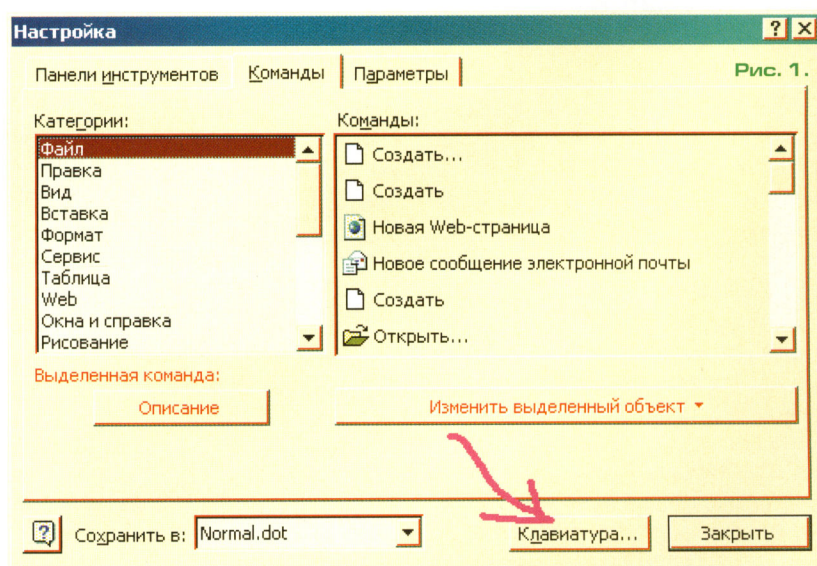 Настройка
Панели инструментов Команды Параметры Рис. 1.
Категории: Команды:
Файл
Правка
Вид
Вставка
Формат
Сервис
Таблица
Web
Окна и справка
Рисование
Создать...
Создать
Новая Web-страница
Новое сообщение электронной почты
Создать
Открыть...
Выделенная команда:
Описание Изменить выделенный объект
Сохранить в: Normal.dot Клавиатура... Закрыть